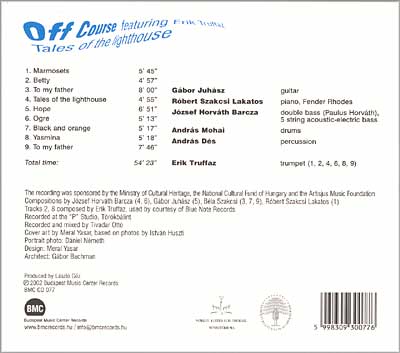 Off Course featuring Erik Truffaz
Tales of the lighthouse
1. Marmosets 5' 45"
2. Betty 4' 57"
3. To my father 8' 00"
4. Tales of the lighthouse 4' 55"
5. Hope 6' 51"
6. Ogre 5' 13"
7. Black and orange 5' 17"
8. Yasmina 5' 18"
9. To my father 7' 46"
Total time: 54' 23"
Gábor Juhász guitar
Róbert Szakcsi Lakatos piano, Fender Rhodes
József Horváth Barcza double bass (Paulus Horváth),
5 string acoustic-electric bass
András Mohai drums
András Dés percussion
Erik Truffaz trumpet (1, 2, 4, 6, 8, 9)
The recording was sponsored by the Ministry of Cultural Heritage, the National Cultural Fund of Hungary and the Artisjus Music Foundation
Compositions by József Horváth Barcza (4, 6), Gábor Juhász (5), Béla Szakcsi (3, 7, 9), Róbert Szakcsi Lakatos (1)
Tracks 2, 8 composed by Erik Truffaz, used by courtesy of Blue Note Records
Recorded at the "P" Studio, Törökbálint
Recorded and mixed by Tivadar Otto
Cover art by Meral Yasar, based on photos by István Huszti
Portrait photo: Dániel Németh
Design: Meral Yasar
Architect: Gábor Bachman
Produced by László Gőz
© 2002 Budapest Music Center Records
BMC CD 077
BMC
Budapest Music Center Records
www.bmcrecords.hu / info@bmcrecords.hu
5 998309 300776